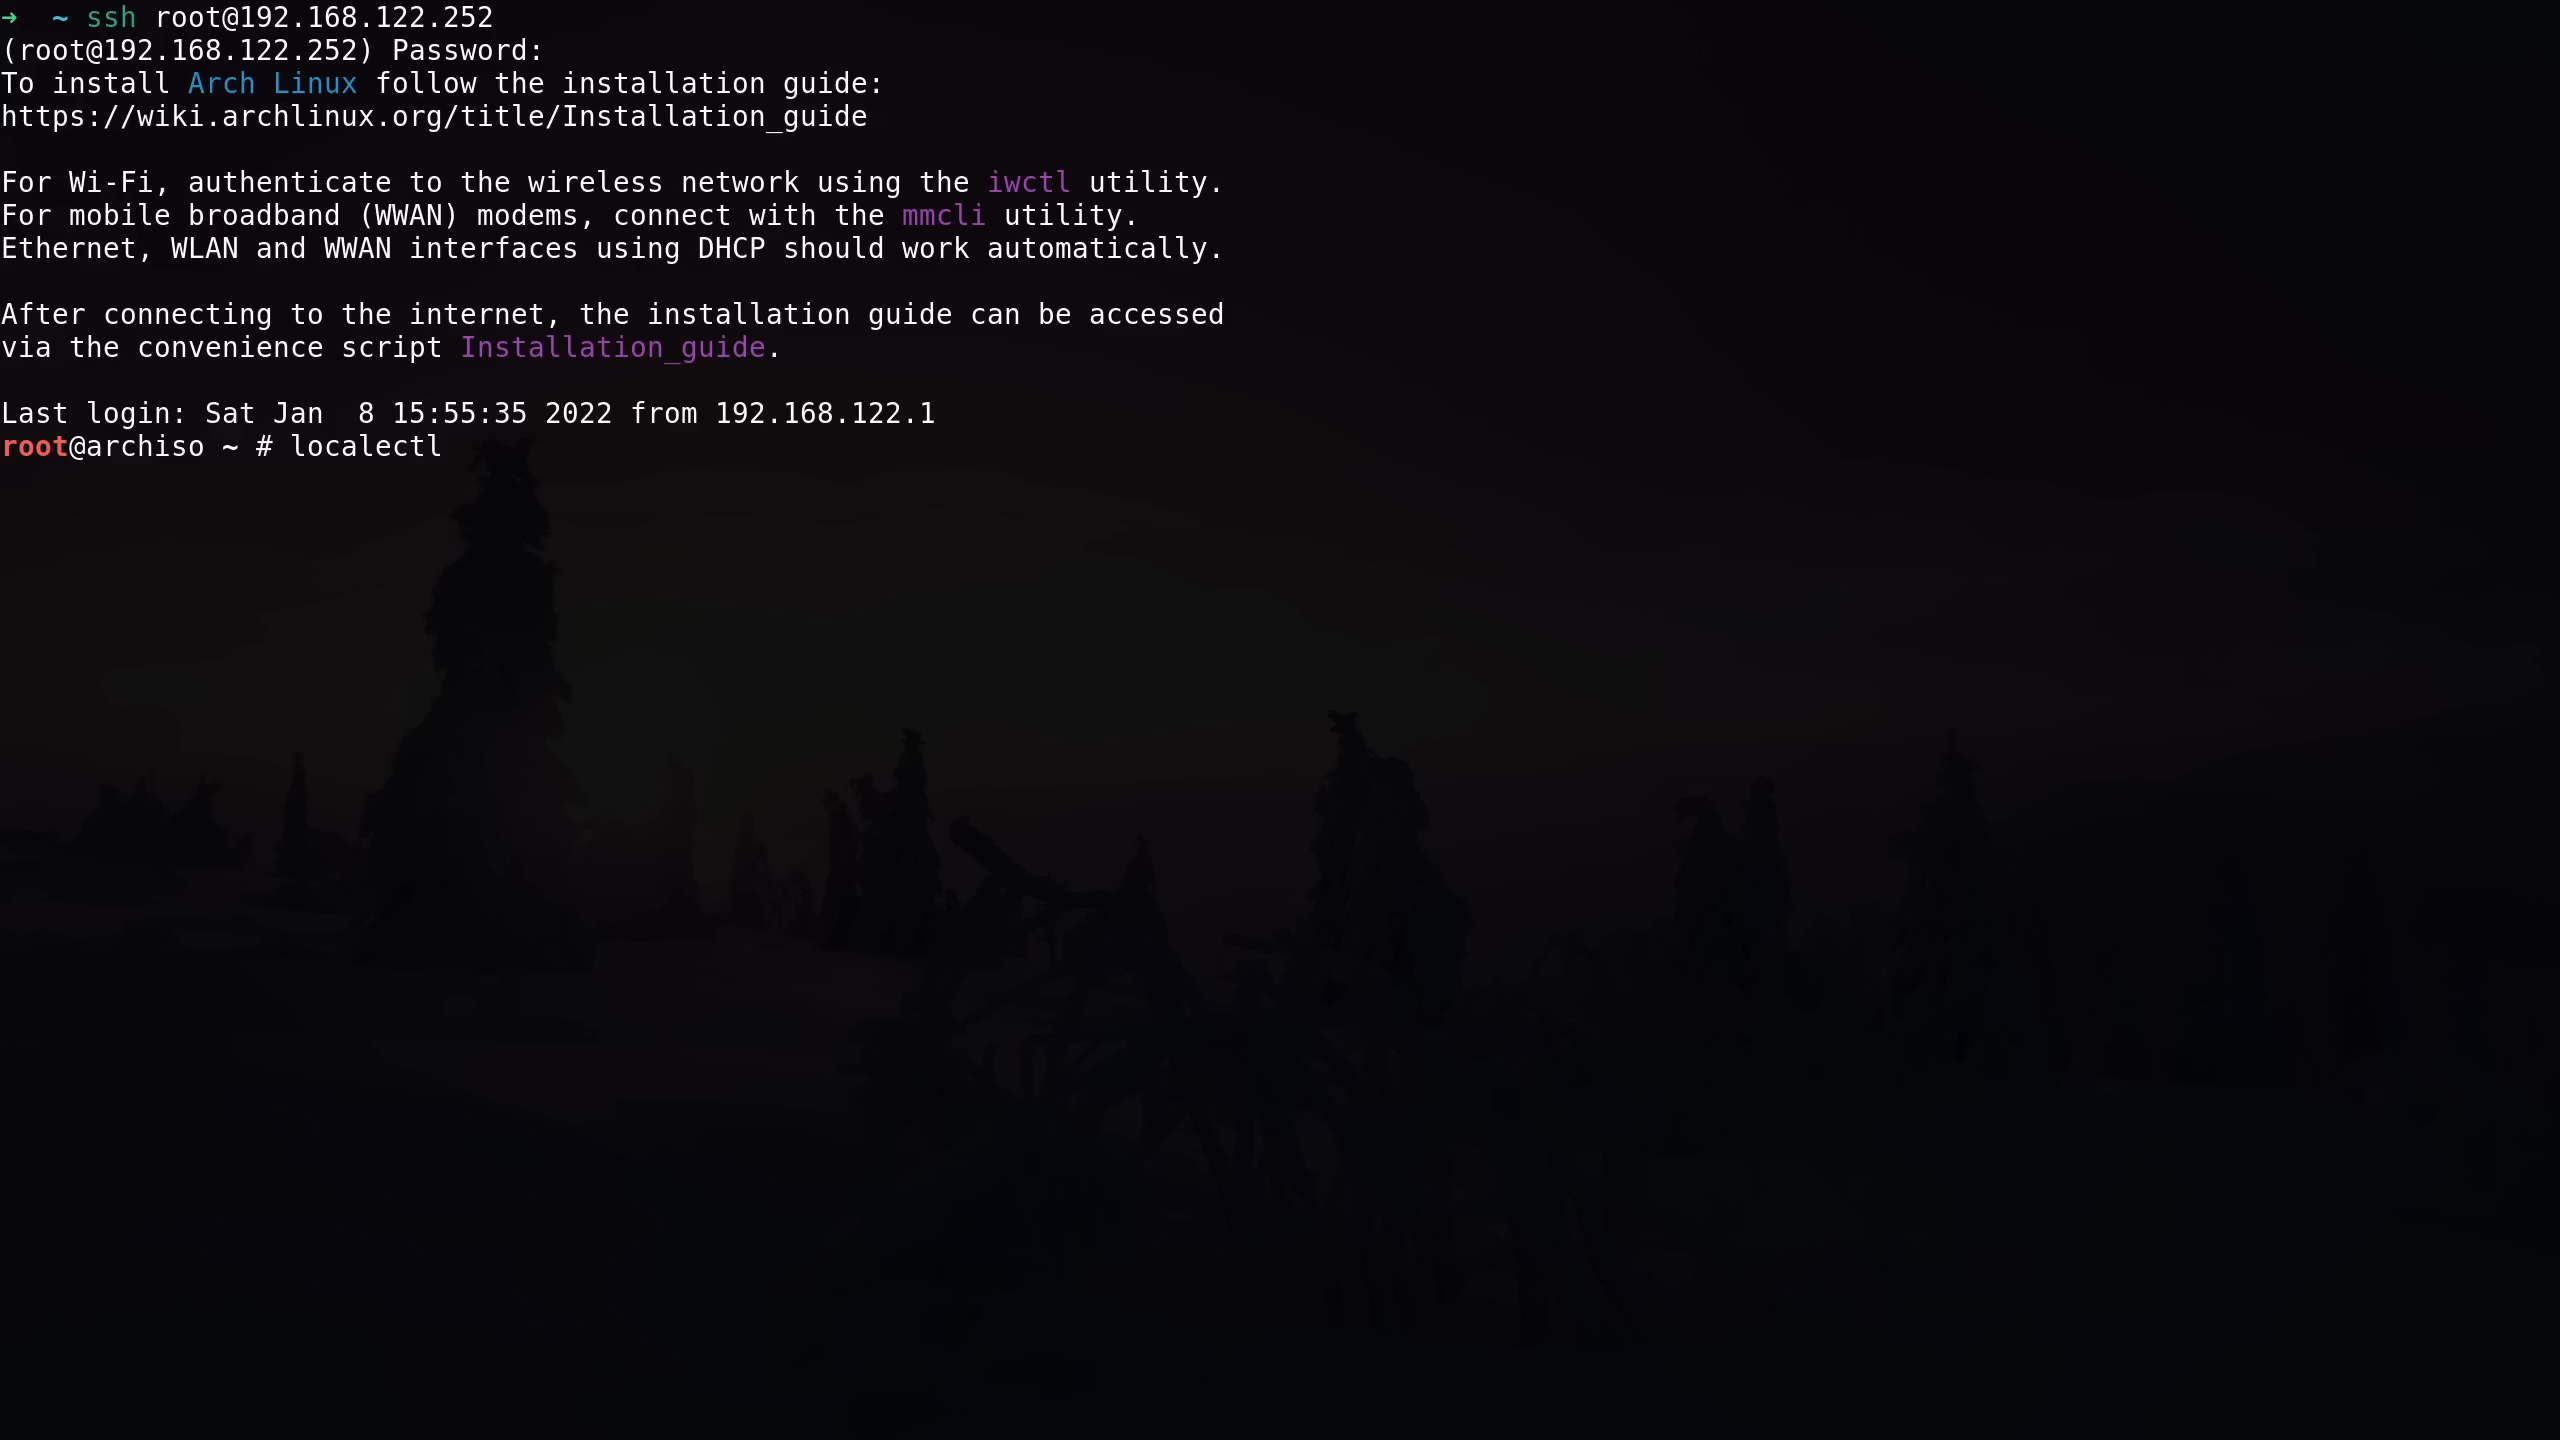 ➜  ~ ssh root@192.168.122.252
(root@192.168.122.252) Password:
To install Arch Linux follow the installation guide:
https://wiki.archlinux.org/title/Installation_guide

For Wi-Fi, authenticate to the wireless network using the iwctl utility.
For mobile broadband (WWAN) modems, connect with the mmcli utility.
Ethernet, WLAN and WWAN interfaces using DHCP should work automatically.

After connecting to the internet, the installation guide can be accessed
via the convenience script Installation_guide.

Last login: Sat Jan  8 15:55:35 2022 from 192.168.122.1
root@archiso ~ # localectl